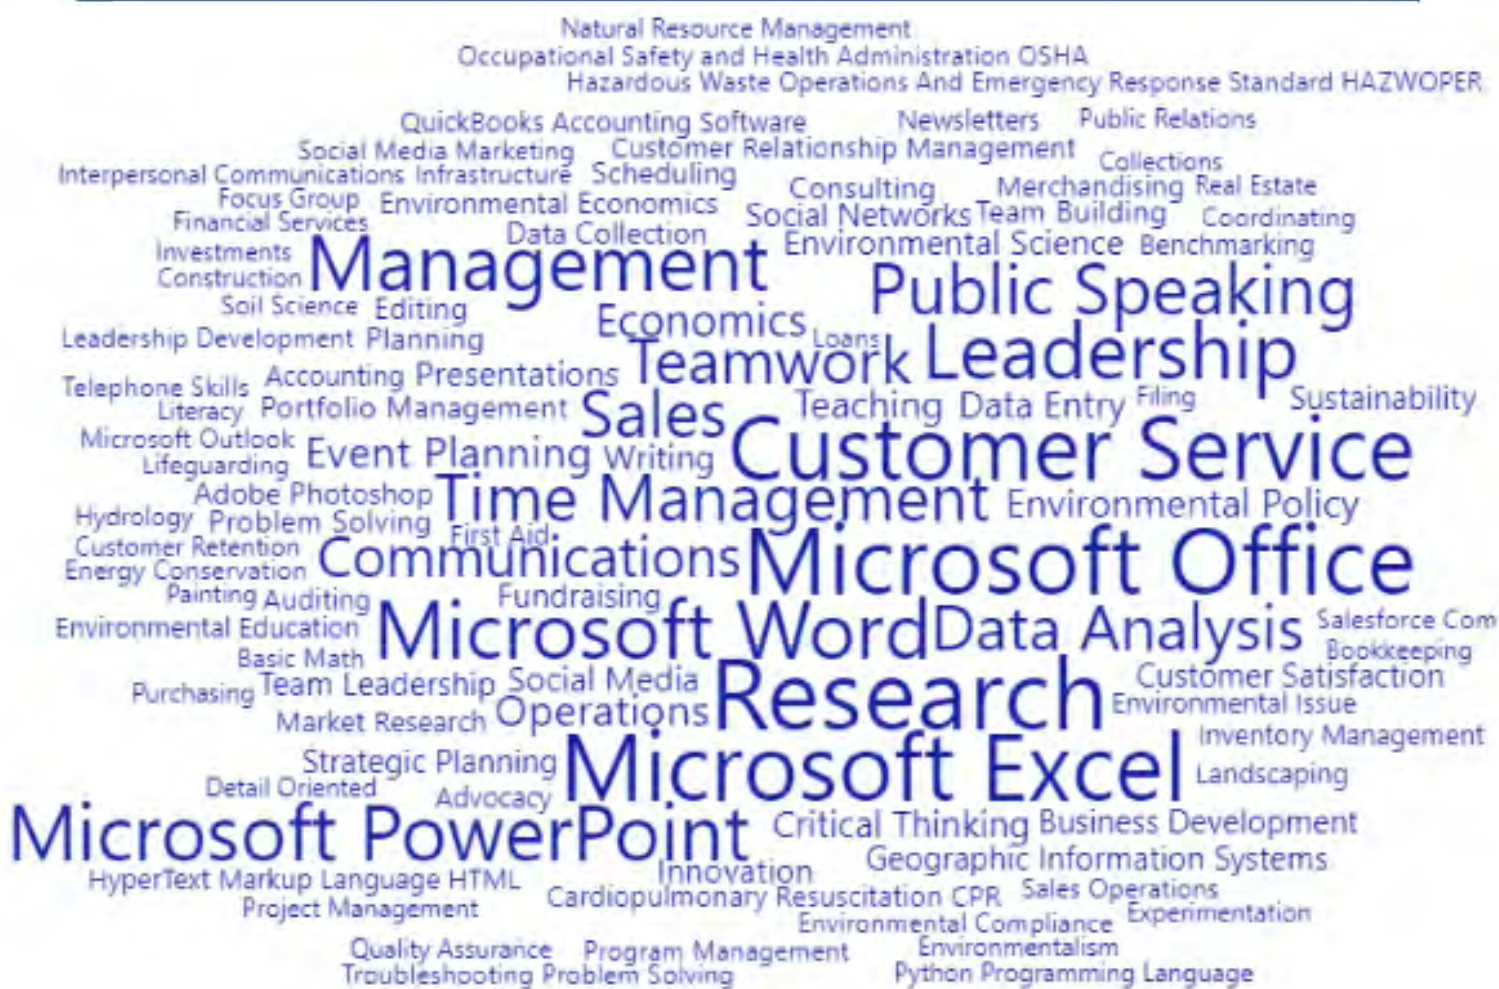 Natural Resource Management
Occupational Safety and Health Administration OSHA
Hazardous Waste Operations And Emergency Response Standard HAZWOPER
QuickBooks Accounting Software Newsletters Public Relations
Social Media Marketing Customer Relationship Management Collections
Interpersonal Communications Infrastructure Scheduling Consulting Merchandising Real Estate
Focus Group Environmental Economics Social Networks Team Building Coordinating
Financial Services Data Collection Environmental Science Benchmarking
Investments Management Public Speaking
Construction
Soil Science Editing Economics
Leadership Development Planning Loans Teamwork Leadership
Telephone Skills Accounting Presentations
Literacy Portfolio Management Sales Teaching Data Entry Filing Sustainability
Microsoft Outlook Event Planning Writing Customer Service
Lifeguarding
Adobe Photoshop Time Management Environmental Policy
Hydrology Problem Solving First Aid
Customer Retention Communications Microsoft Office
Energy Conservation
Painting Auditing Fundraising
Environmental Education Microsoft Word Data Analysis Salesforce Com
Basic Math Bookkeeping
Purchasing Team Leadership Social Media Research Customer Satisfaction
Market Research Operations Environmental Issue
Strategic Planning Microsoft Excel Inventory Management
Detail Oriented Advocacy Landscaping
Microsoft PowerPoint Critical Thinking Business Development
HyperText Markup Language HTML Innovation Geographic Information Systems
Project Management Cardiopulmonary Resuscitation CPR Sales Operations
Environmental Compliance Experimentation
Quality Assurance Program Management Environmentalism
Troubleshooting Problem Solving Python Programming Language